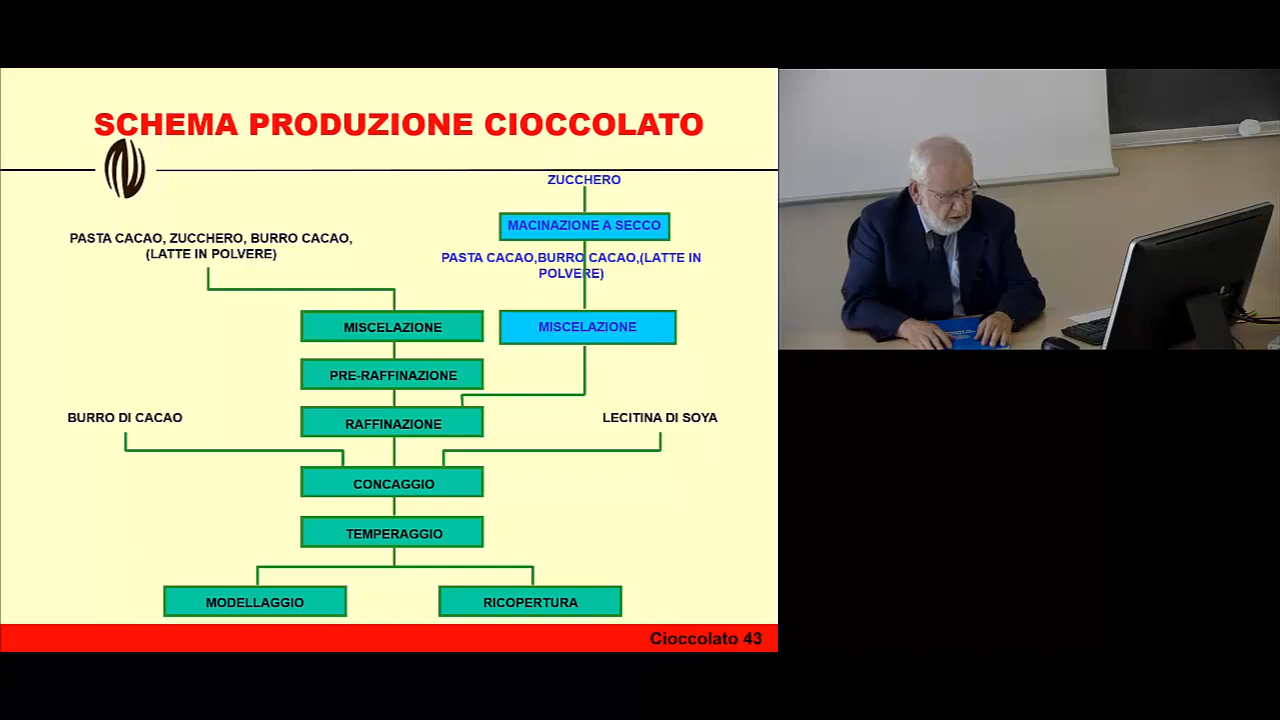 SCHEMA PRODUZIONE CIOCCOLATO
ZUCCHERO
MACINAZIONE A SECCO
PASTA CACAO, ZUCCHERO, BURRO CACAO,
(LATTE IN POLVERE)
PASTA CACAO,BURRO CACAO,(LATTE IN
POLVERE)
MISCELAZIONE
MISCELAZIONE
PRE-RAFFINAZIONE
RAFFINAZIONE
BURRO DI CACAO
LECITINA DI SOYA
CONCAGGIO
TEMPERAGGIO
MODELLAGGIO
RICOPERTURA
Cioccolato 43